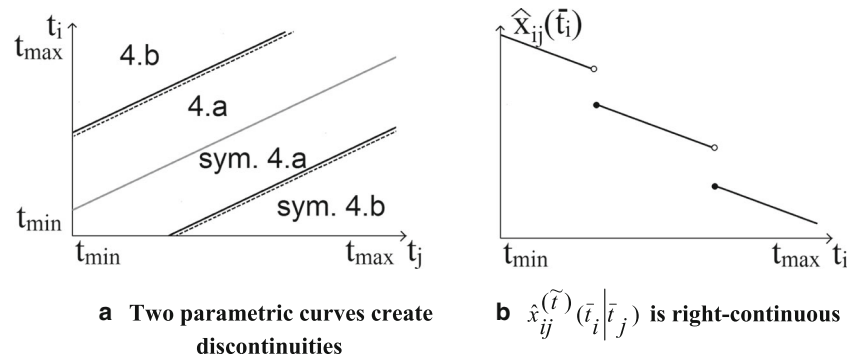 t_i
t_max
4.b
4.a
sym. 4.a
sym. 4.b
t_min
t_min
t_max
t_j
x̂_ij(t̄_i)
t_min
t_max
t_i
a Two parametric curves create
discontinuities
b x̂_ij^(t̃)(t̄_i|t̄_j) is right-continuous